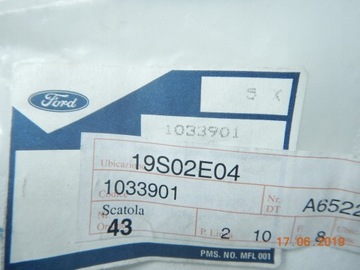 Ford
5 K
1033901
Ubicazione
19S02E04
1033901
Nr.
DT
A6522
Scatola
43
P.
2 10
8
17 06 2019
PMS. NO. MFL 001